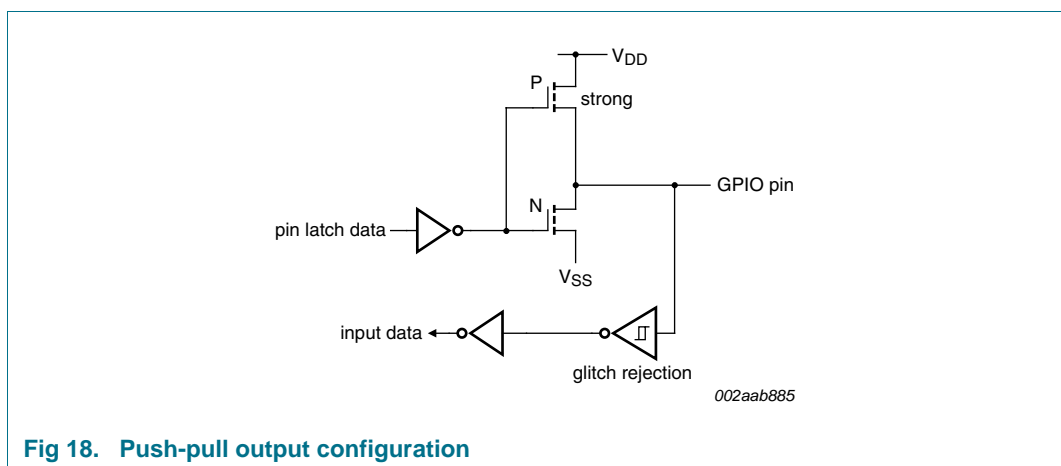 VDD
P
strong
GPIO pin
N
pin latch data
VSS
input data
glitch rejection
002aab885
Fig 18. Push-pull output configuration